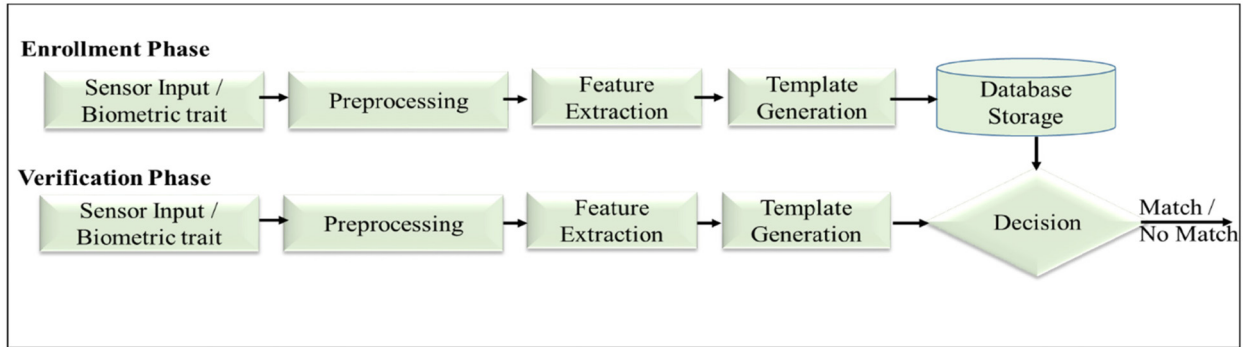 Enrollment Phase
Sensor Input /
Biometric trait
Preprocessing
Feature
Extraction
Template
Generation
Database
Storage
Verification Phase
Sensor Input /
Biometric trait
Preprocessing
Feature
Extraction
Template
Generation
Decision
Match /
No Match